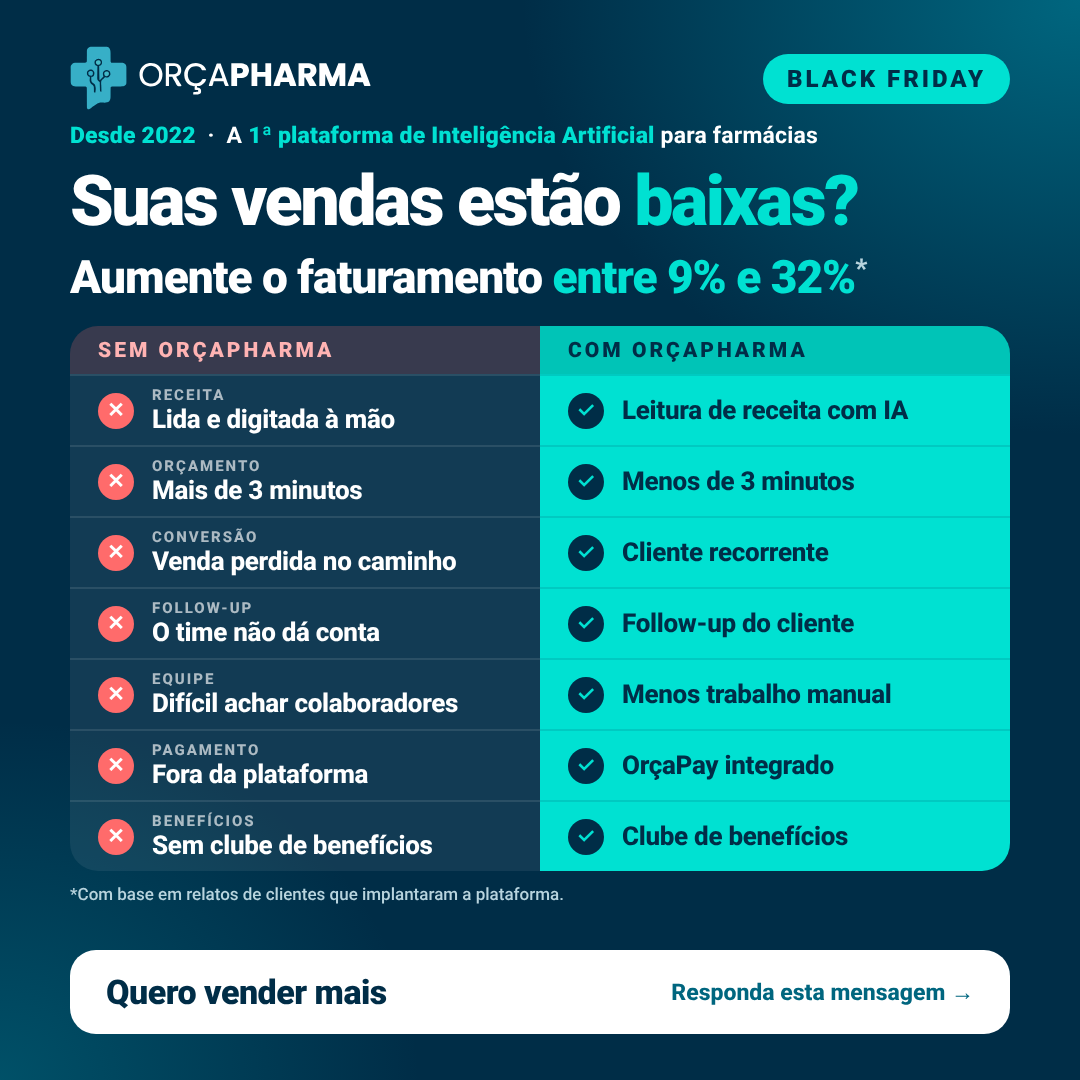 ORÇAPHARMA
BLACK FRIDAY
Desde 2022 · A 1ª plataforma de Inteligência Artificial para farmácias
Suas vendas estão baixas?
Aumente o faturamento entre 9% e 32%*
SEM ORÇAPHARMA
COM ORÇAPHARMA
RECEITA
Lida e digitada à mão
Leitura de receita com IA
ORÇAMENTO
Mais de 3 minutos
Menos de 3 minutos
CONVERSÃO
Venda perdida no caminho
Cliente recorrente
FOLLOW-UP
O time não dá conta
Follow-up do cliente
EQUIPE
Difícil achar colaboradores
Menos trabalho manual
PAGAMENTO
Fora da plataforma
OrçaPay integrado
BENEFÍCIOS
Sem clube de benefícios
Clube de benefícios
*Com base em relatos de clientes que implantaram a plataforma.
Quero vender mais
Responda esta mensagem →